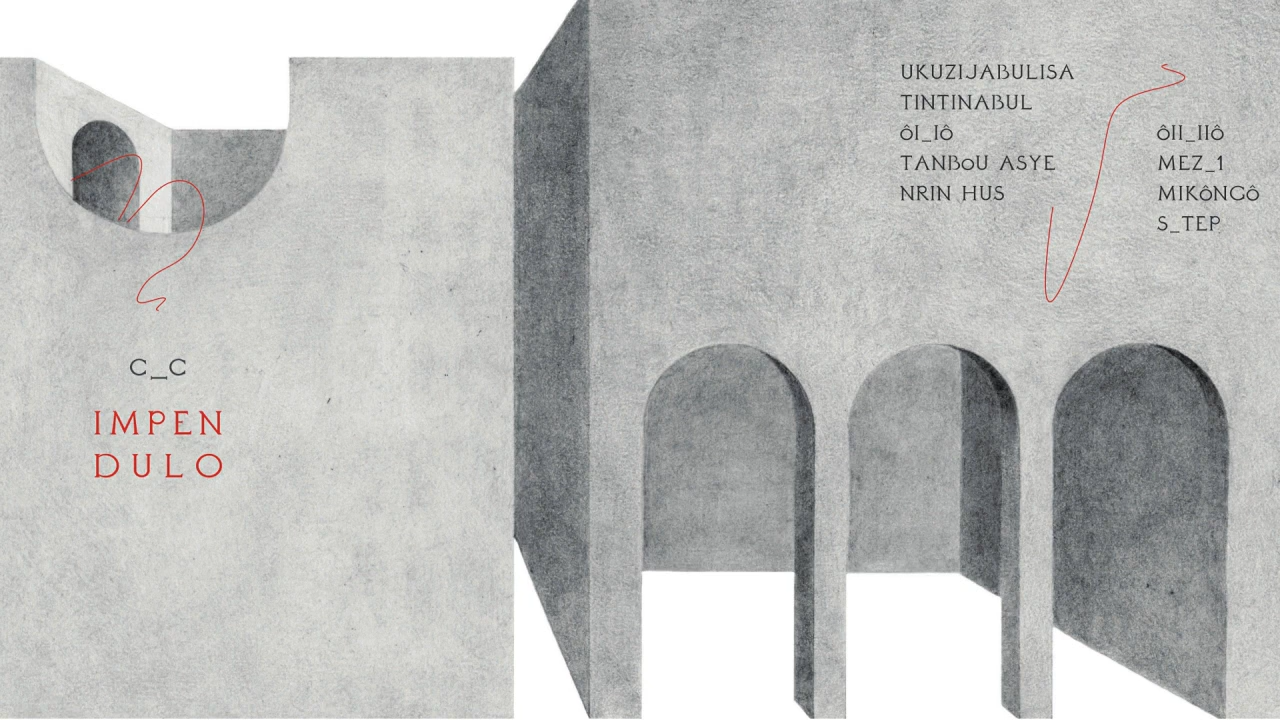 C_C
IMPEN
DULO
UKUZIJABULISA
TINTINABUL
ôI_Iô
TANBoU ASYE
NRIN HUS
ôII_IIô
MEZ_1
MIKôNGô
S_TEP